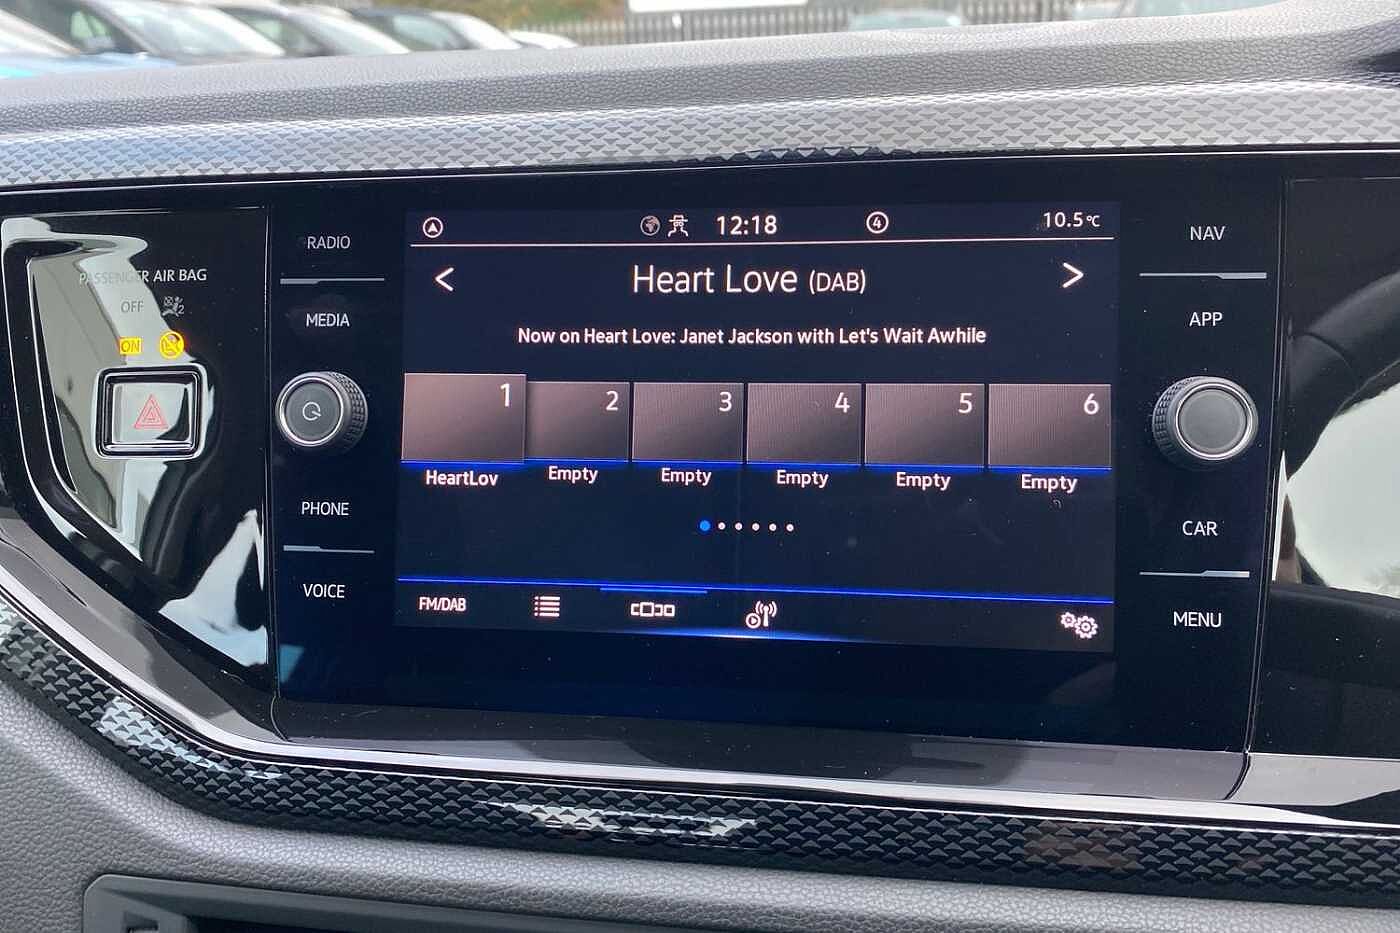 PASSENGER AIR BAG
OFF 2
ON
RADIO
MEDIA
PHONE
VOICE
12:18 4 10.5°C
< Heart Love (DAB) >
Now on Heart Love: Janet Jackson with Let's Wait Awhile
1 2 3 4 5 6
HeartLov Empty Empty Empty Empty Empty
FM/DAB
NAV
APP
CAR
MENU